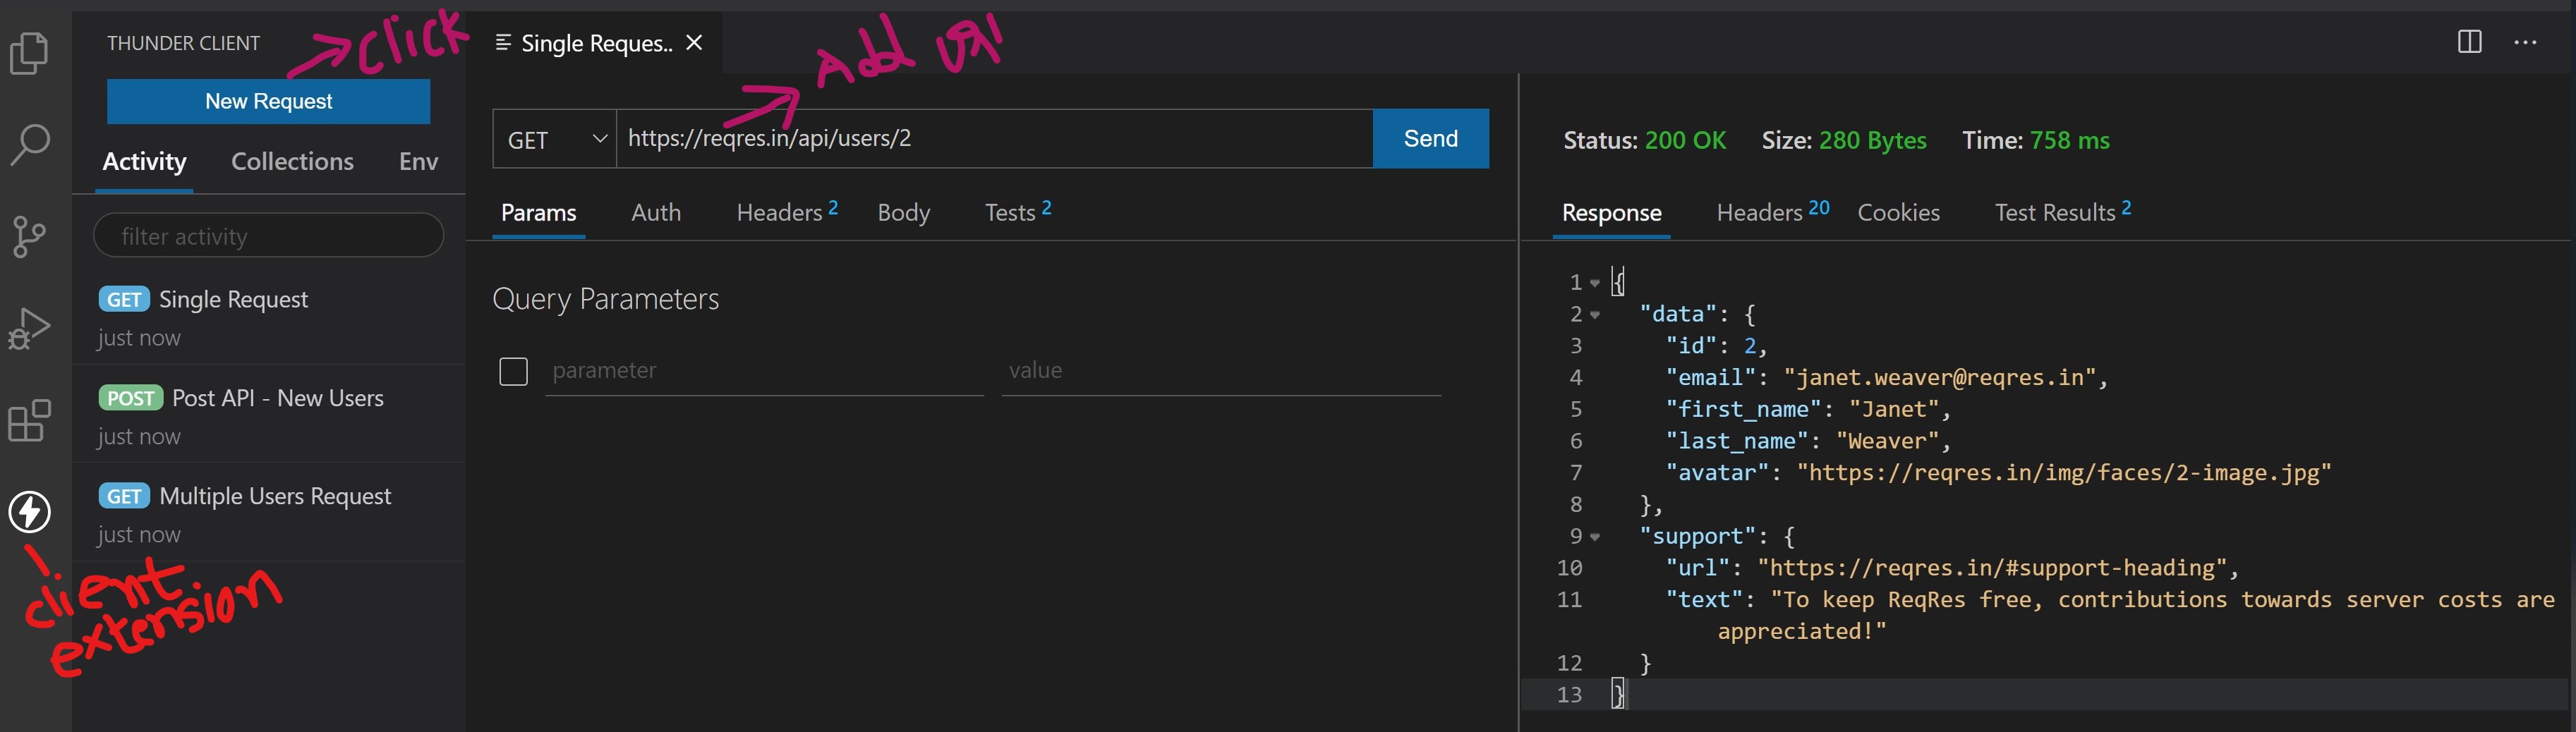 THUNDER CLIENT
click
New Request
Activity Collections Env
filter activity
GET Single Request
just now
POST Post API - New Users
just now
GET Multiple Users Request
just now
client
extension
Single Reques..
Add url
GET https://reqres.in/api/users/2 Send
Params Auth Headers 2 Body Tests 2
Query Parameters
parameter value
Status: 200 OK Size: 280 Bytes Time: 758 ms
Response Headers 20 Cookies Test Results 2
1 {
2 "data": {
3 "id": 2,
4 "email": "janet.weaver@reqres.in",
5 "first_name": "Janet",
6 "last_name": "Weaver",
7 "avatar": "https://reqres.in/img/faces/2-image.jpg"
8 },
9 "support": {
10 "url": "https://reqres.in/#support-heading",
11 "text": "To keep ReqRes free, contributions towards server costs are
appreciated!"
12 }
13 }